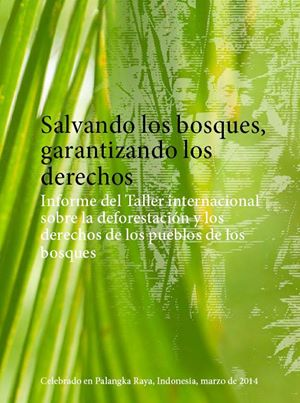 Salvando los bosques,
garantizando los
derechos
Informe del Taller internacional
sobre la deforestación y los
derechos de los pueblos de los
bosques
Celebrado en Palangka Raya, Indonesia, marzo de 2014